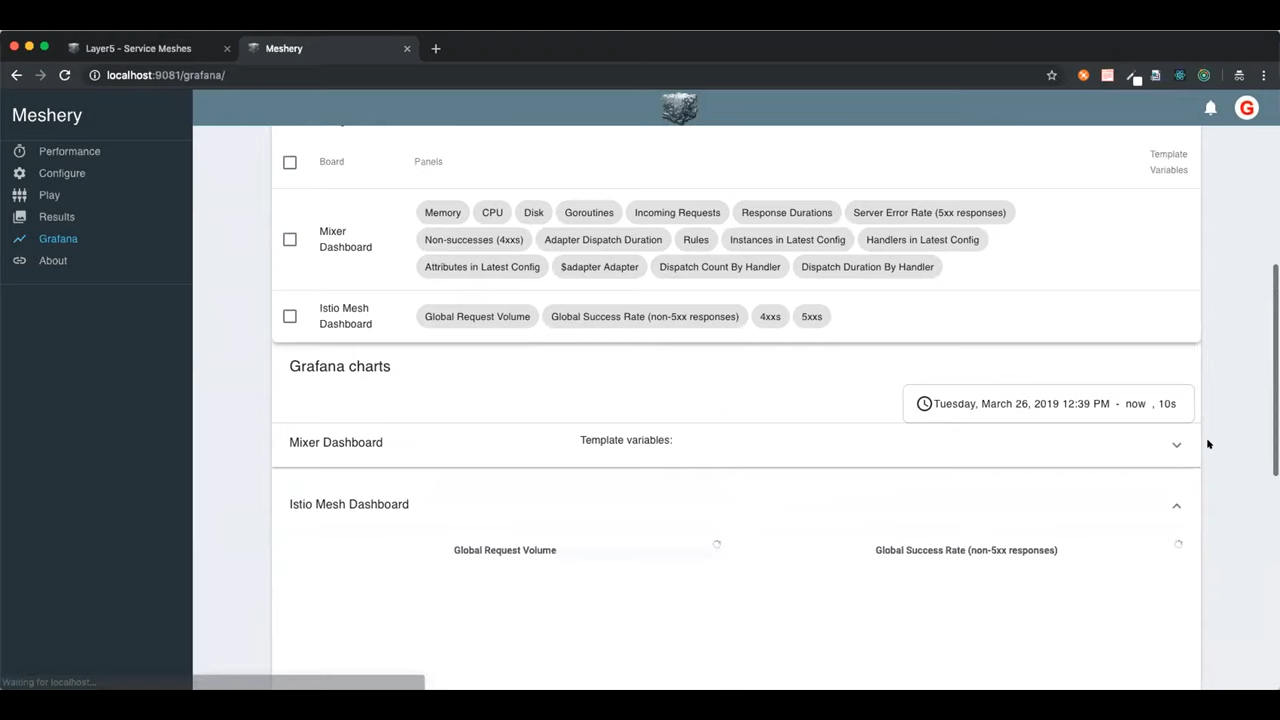 Layer5 - Service Meshes
Meshery
localhost:9081/grafana/
Meshery
G
Performance
Configure
Play
Results
Grafana
About
Board
Panels
Template
Variables
Mixer
Dashboard
Memory CPU Disk Goroutines Incoming Requests Response Durations Server Error Rate (5xx responses)
Non-successes (4xxs) Adapter Dispatch Duration Rules Instances in Latest Config Handlers in Latest Config
Attributes in Latest Config $adapter Adapter Dispatch Count By Handler Dispatch Duration By Handler
Istio Mesh
Dashboard
Global Request Volume Global Success Rate (non-5xx responses) 4xxs 5xxs
Grafana charts
Tuesday, March 26, 2019 12:39 PM - now , 10s
Mixer Dashboard
Template variables:
Istio Mesh Dashboard
Global Request Volume
Global Success Rate (non-5xx responses)
Waiting for localhost...